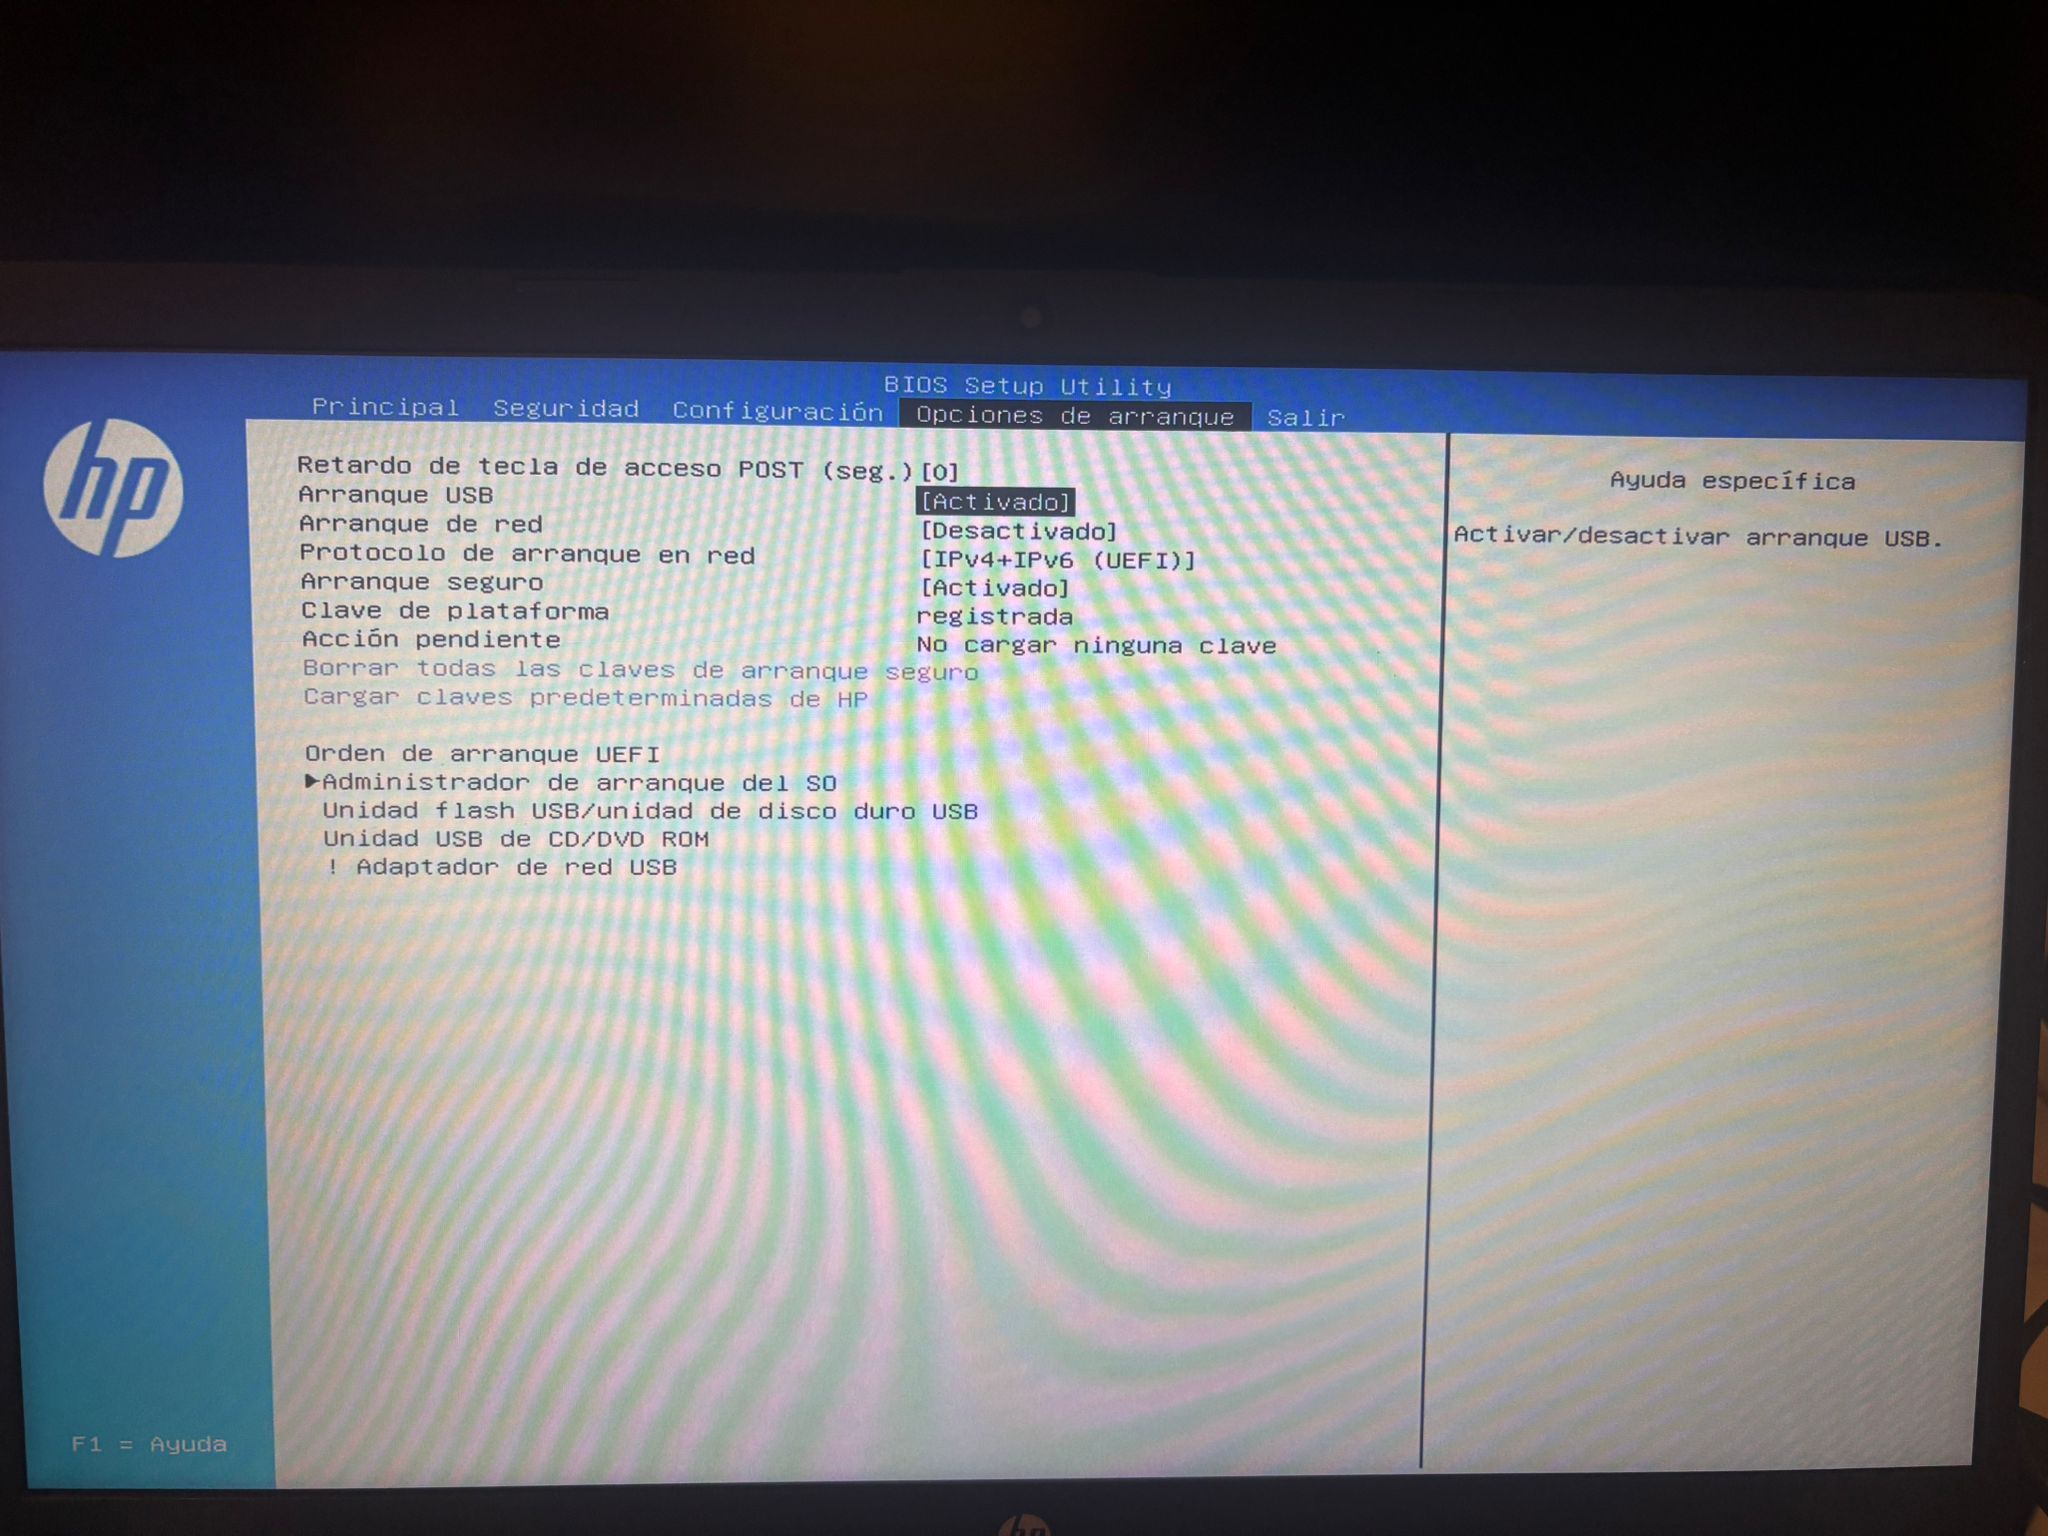 BIOS Setup Utility
Principal Seguridad Configuración Opciones de arranque Salir
hp
Retardo de tecla de acceso POST (seg.) [0]
Arranque USB [Activado]
Arranque de red [Desactivado]
Protocolo de arranque en red [IPv4+IPv6 (UEFI)]
Arranque seguro [Activado]
Clave de plataforma registrada
Acción pendiente No cargar ninguna clave
Borrar todas las claves de arranque seguro
Cargar claves predeterminadas de HP
Orden de arranque UEFI
▶Administrador de arranque del SO
Unidad flash USB/unidad de disco duro USB
Unidad USB de CD/DVD ROM
! Adaptador de red USB
Ayuda específica
Activar/desactivar arranque USB.
F1 = Ayuda
hp